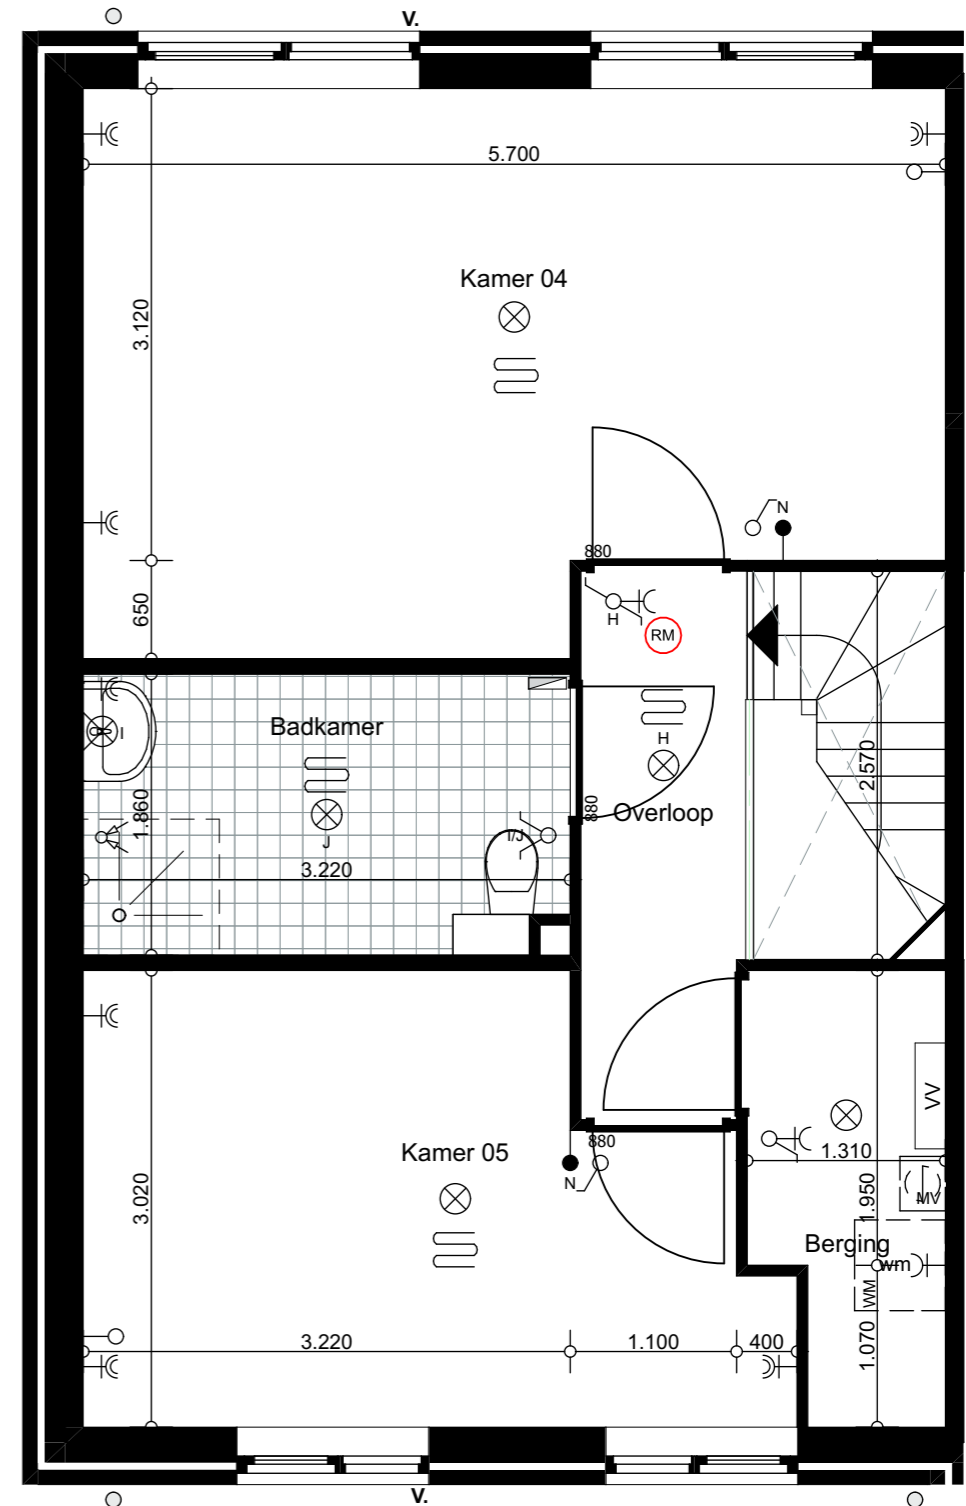 V.
5.700
Kamer 04
3.120
N
880
650
H
RM
Badkamer
I
H
2.570
1.860
880
Overloop
J
I/J
3.220
VV
Kamer 05
880
1.310
N
3.020
1.950
MV
Berging
wm
WM
3.220
1.100
400
1.070
V.